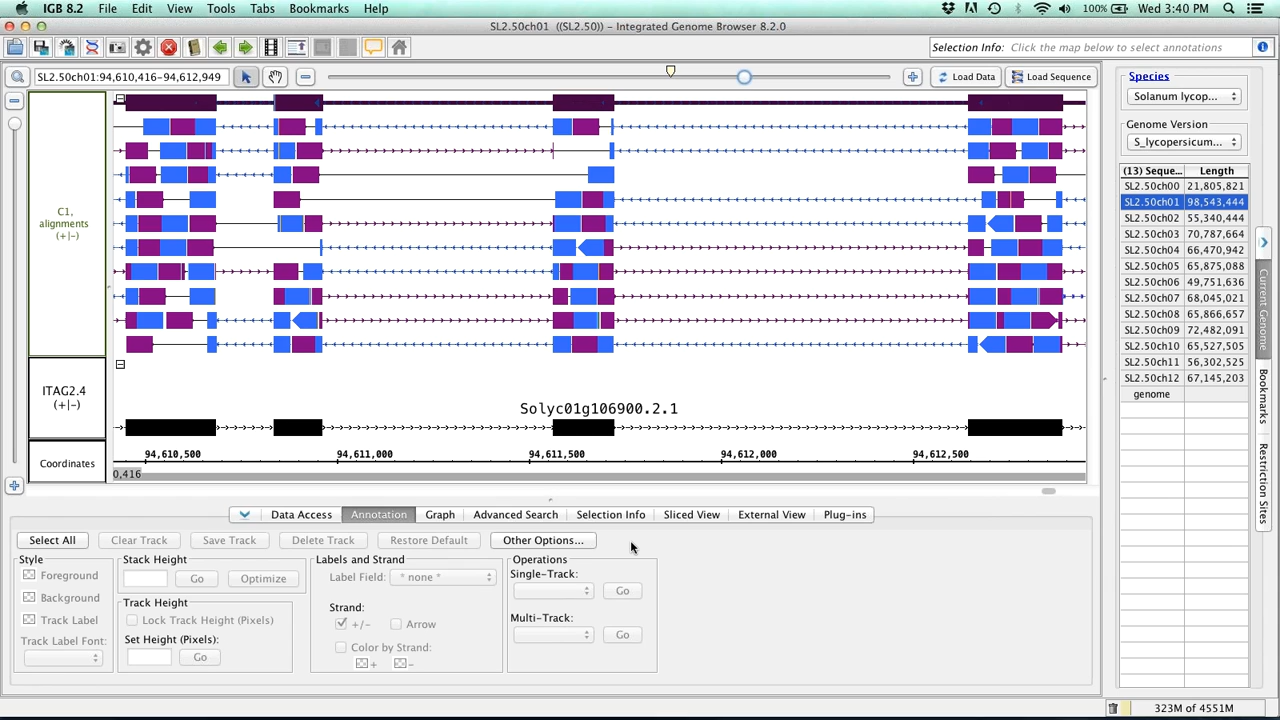 IGB 8.2 File Edit View Tools Tabs Bookmarks Help 100% Wed 3:40 PM
SL2.50ch01 ((SL2.50)) - Integrated Genome Browser 8.2.0
Selection Info: Click the map below to select annotations
SL2.50ch01:94,610,416-94,612,949 Load Data Load Sequence
Species
Solanum lycop...
Genome Version
S_lycopersicum...
(13) Seque... Length
SL2.50ch00 21,805,821
SL2.50ch01 98,543,444
SL2.50ch02 55,340,444
SL2.50ch03 70,787,664
SL2.50ch04 66,470,942
SL2.50ch05 65,875,088
SL2.50ch06 49,751,636
SL2.50ch07 68,045,021
SL2.50ch08 65,866,657
SL2.50ch09 72,482,091
SL2.50ch10 65,527,505
SL2.50ch11 56,302,525
SL2.50ch12 67,145,203
genome
Current Genome
Bookmarks
Restriction Sites
C1,
alignments
(+|-)
ITAG2.4
(+|-)
Solyc01g106900.2.1
Coordinates
94,610,500 94,611,000 94,611,500 94,612,000 94,612,500
0,416
Data Access Annotation Graph Advanced Search Selection Info Sliced View External View Plug-ins
Select All Clear Track Save Track Delete Track Restore Default Other Options...
Style
Foreground
Background
Track Label
Track Label Font:
Stack Height
Go Optimize
Track Height
Lock Track Height (Pixels)
Set Height (Pixels):
Go
Labels and Strand
Label Field: * none *
Strand:
+/- Arrow
Color by Strand:
+ -
Operations
Single-Track:
Go
Multi-Track:
Go
323M of 4551M